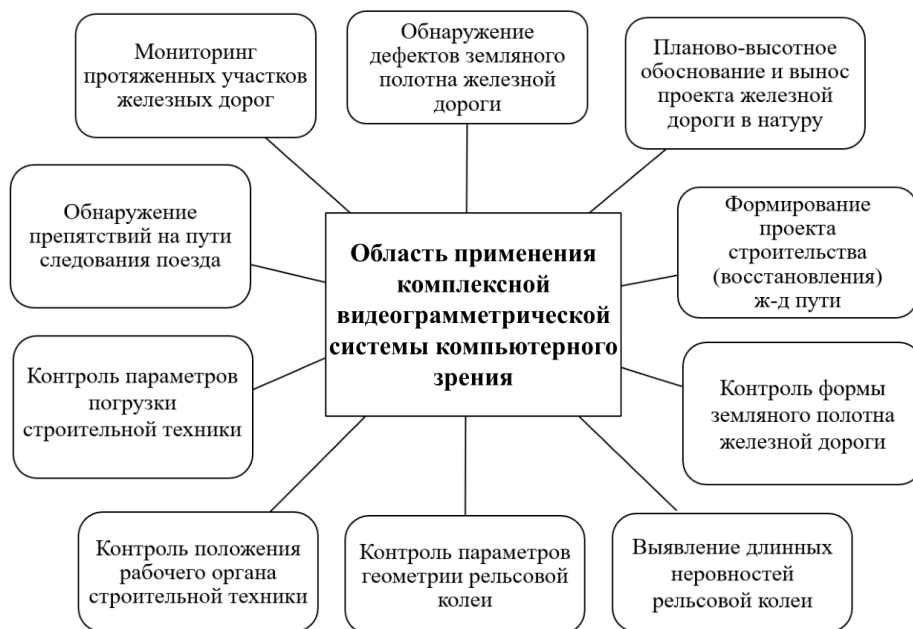 Мониторинг
протяженных участков
железных дорог
Обнаружение
дефектов земляного
полотна железной
дороги
Планово-высотное
обоснование и вынос
проекта железной
дороги в натуру
Обнаружение
препятствий на пути
следования поезда
Область применения
комплексной
видеограмметрической
системы компьютерного
зрения
Формирование
проекта
строительства
(восстановления)
ж-д пути
Контроль параметров
погрузки
строительной техники
Контроль формы
земляного полотна
железной дороги
Контроль положения
рабочего органа
строительной техники
Контроль параметров
геометрии рельсовой
колеи
Выявление длинных
неровностей
рельсовой колеи